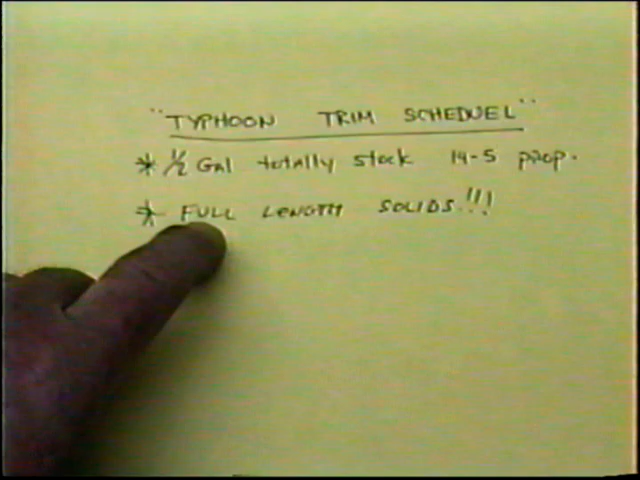 "TYPHOON TRIM SCHEDUEL"
* 1/2 Gal totally stock 14-5 prop.
* FULL LENGTH SOLIDS!!!